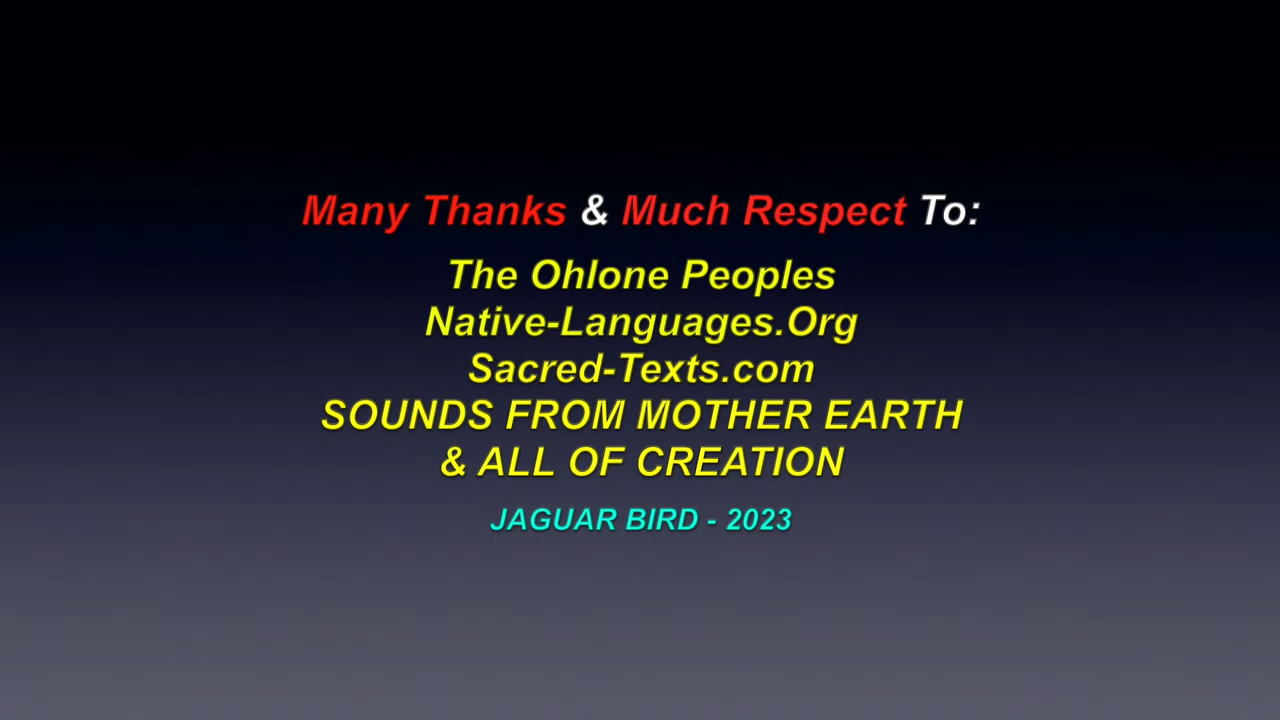 Many Thanks & Much Respect To:
The Ohlone Peoples
Native-Languages.Org
Sacred-Texts.com
SOUNDS FROM MOTHER EARTH
& ALL OF CREATION
JAGUAR BIRD - 2023